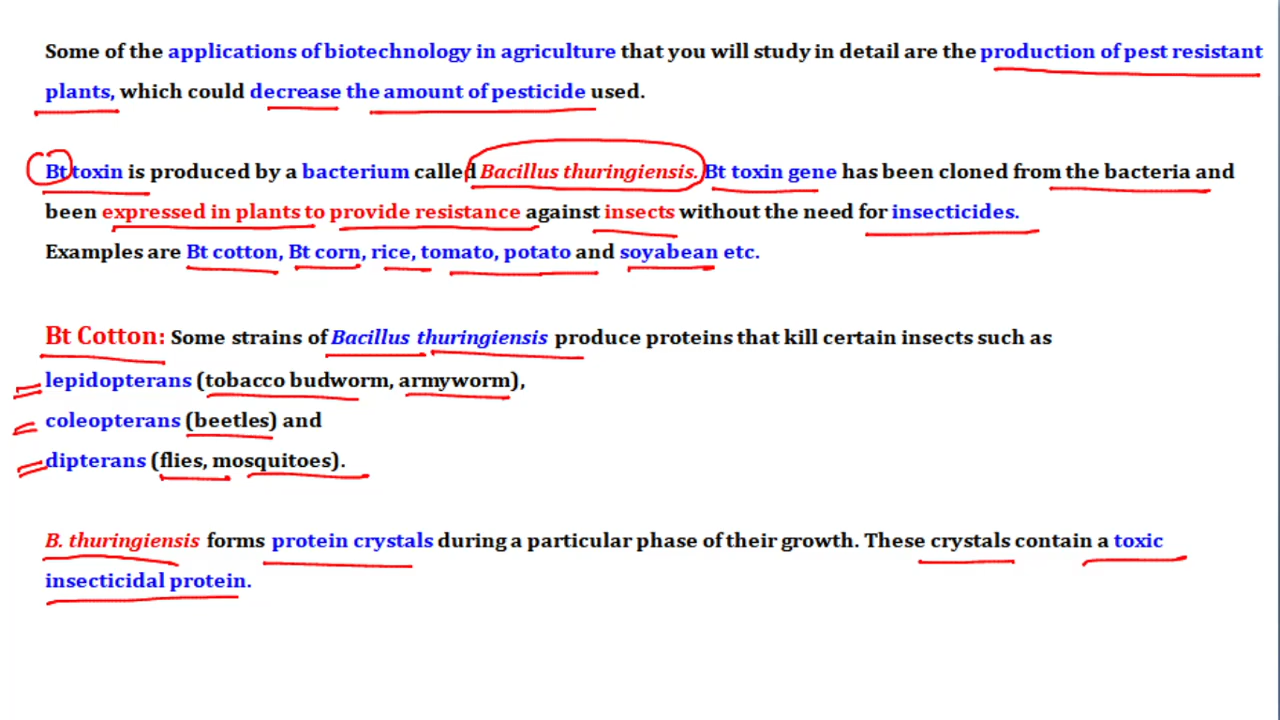 Some of the applications of biotechnology in agriculture that you will study in detail are the production of pest resistant
plants, which could decrease the amount of pesticide used.
Bt toxin is produced by a bacterium called Bacillus thuringiensis. Bt toxin gene has been cloned from the bacteria and
been expressed in plants to provide resistance against insects without the need for insecticides.
Examples are Bt cotton, Bt corn, rice, tomato, potato and soyabean etc.
Bt Cotton: Some strains of Bacillus thuringiensis produce proteins that kill certain insects such as
lepidopterans (tobacco budworm, armyworm),
coleopterans (beetles) and
dipterans (flies, mosquitoes).
B. thuringiensis forms protein crystals during a particular phase of their growth. These crystals contain a toxic
insecticidal protein.